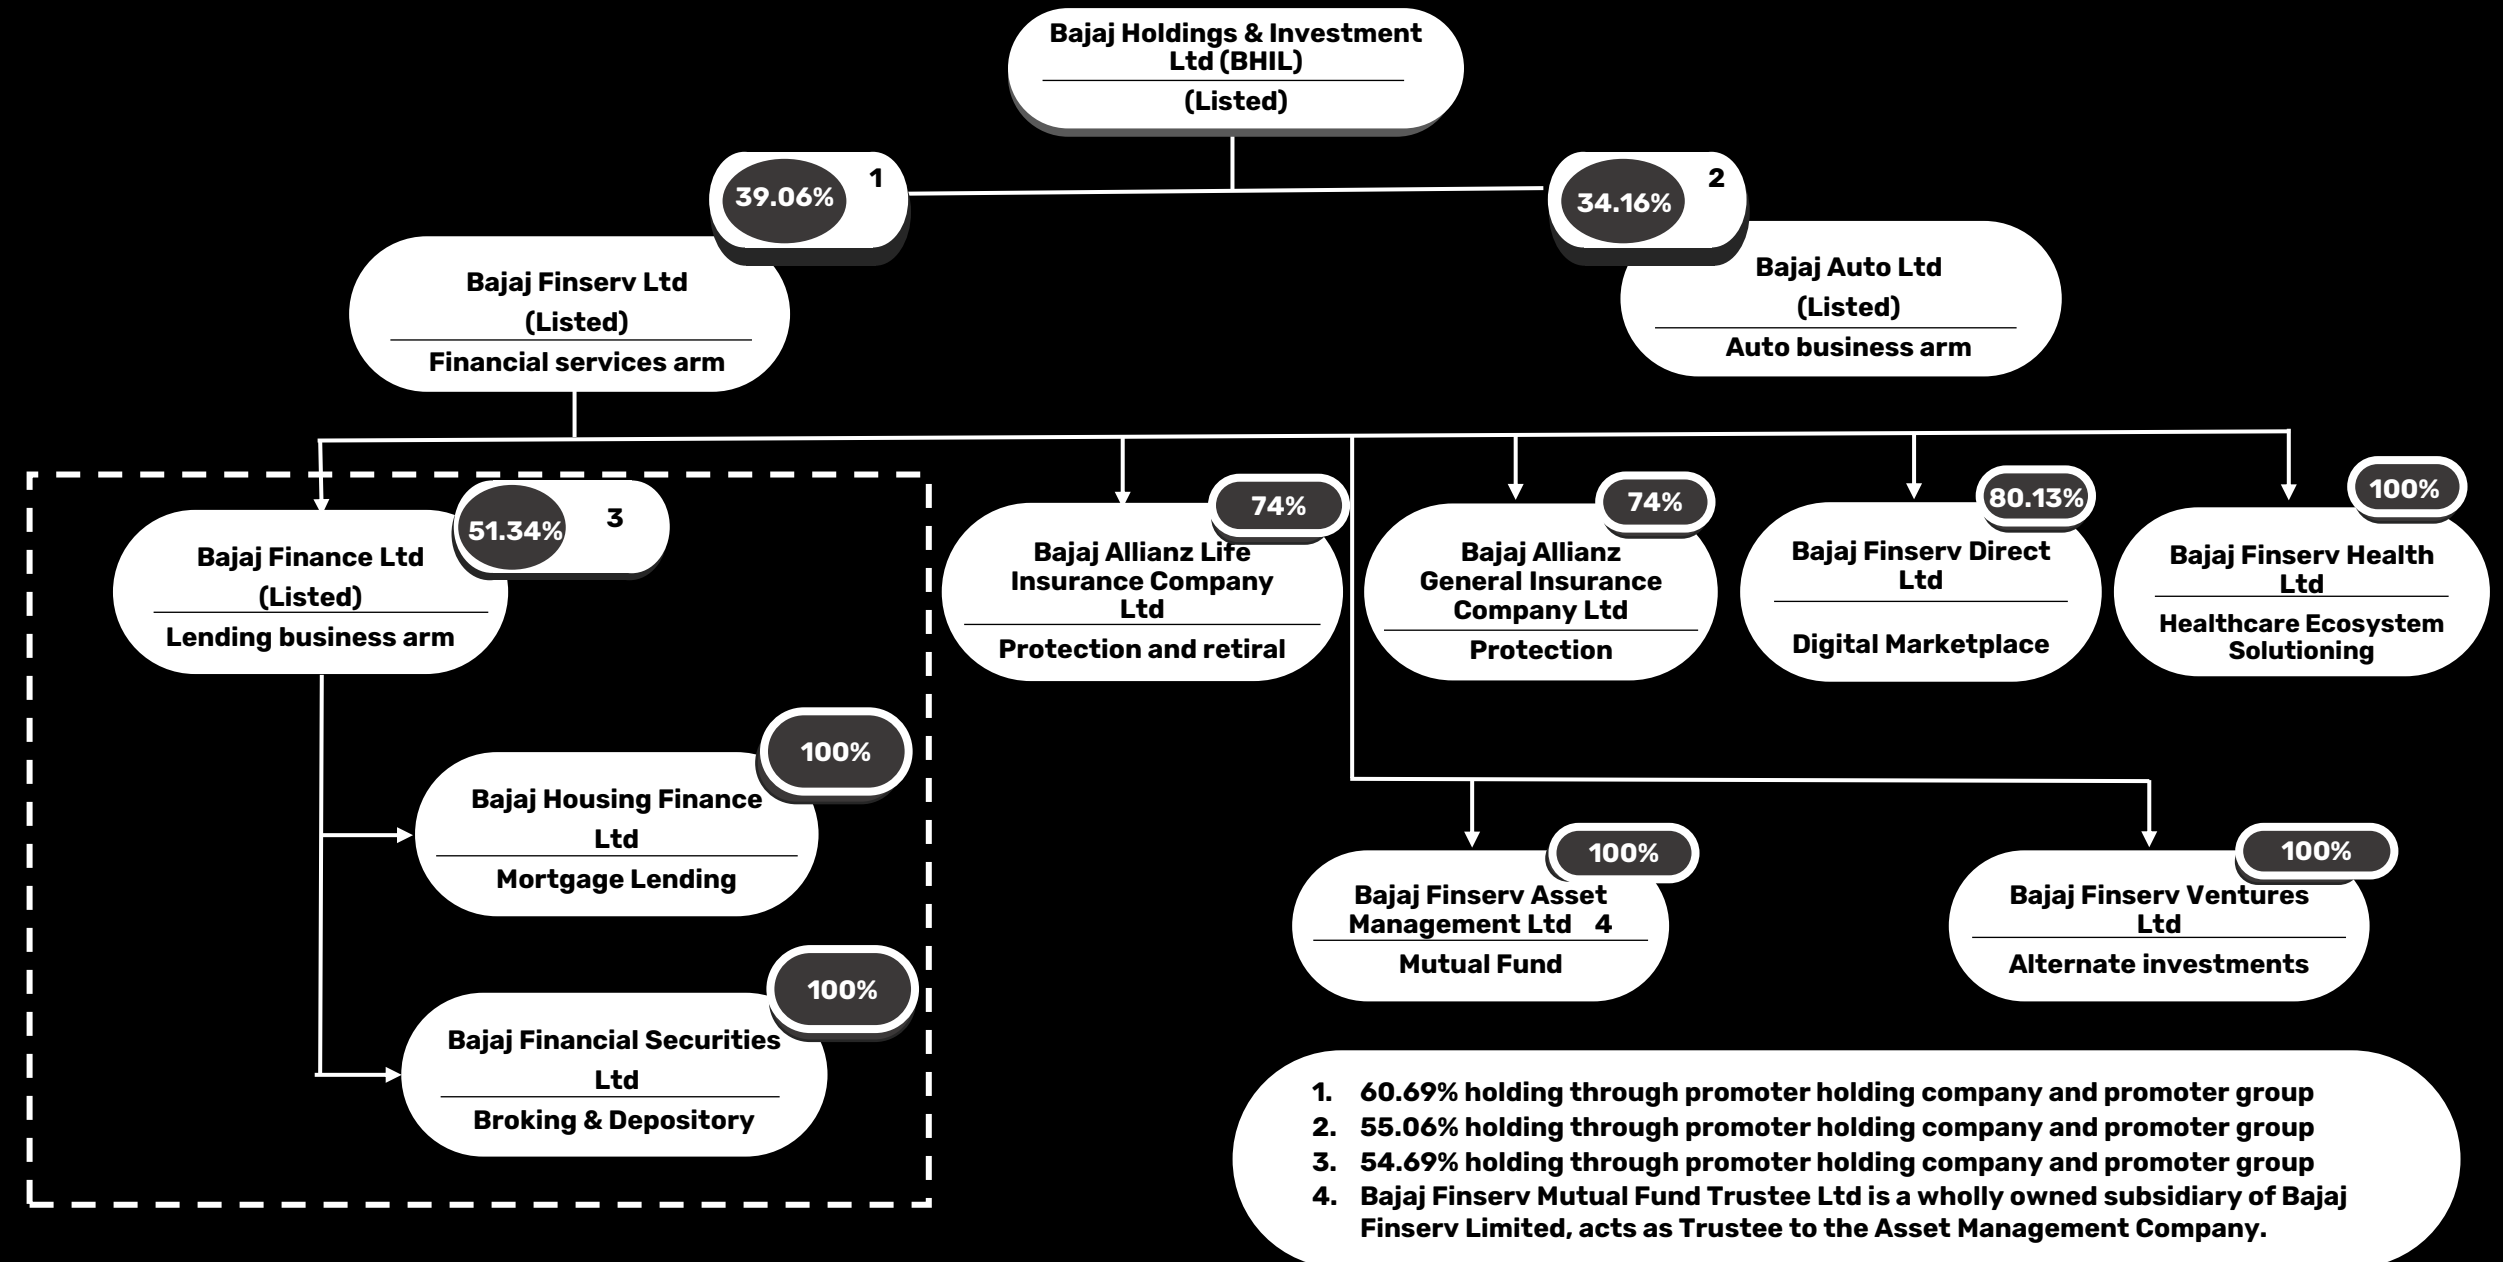 Bajaj Holdings & Investment
Ltd (BHIL)
(Listed)
39.06%
1
34.16%
2
Bajaj Finserv Ltd
(Listed)
Financial services arm
Bajaj Auto Ltd
(Listed)
Auto business arm
51.34%
3
Bajaj Finance Ltd
(Listed)
Lending business arm
74%
Bajaj Allianz Life
Insurance Company
Ltd
Protection and retiral
74%
Bajaj Allianz
General Insurance
Company Ltd
Protection
80.13%
Bajaj Finserv Direct
Ltd
Digital Marketplace
100%
Bajaj Finserv Health
Ltd
Healthcare Ecosystem
Solutioning
100%
Bajaj Housing Finance
Ltd
Mortgage Lending
100%
Bajaj Finserv Asset
Management Ltd 4
Mutual Fund
100%
Bajaj Finserv Ventures
Ltd
Alternate investments
100%
Bajaj Financial Securities
Ltd
Broking & Depository
1. 60.69% holding through promoter holding company and promoter group
2. 55.06% holding through promoter holding company and promoter group
3. 54.69% holding through promoter holding company and promoter group
4. Bajaj Finserv Mutual Fund Trustee Ltd is a wholly owned subsidiary of Bajaj
Finserv Limited, acts as Trustee to the Asset Management Company.